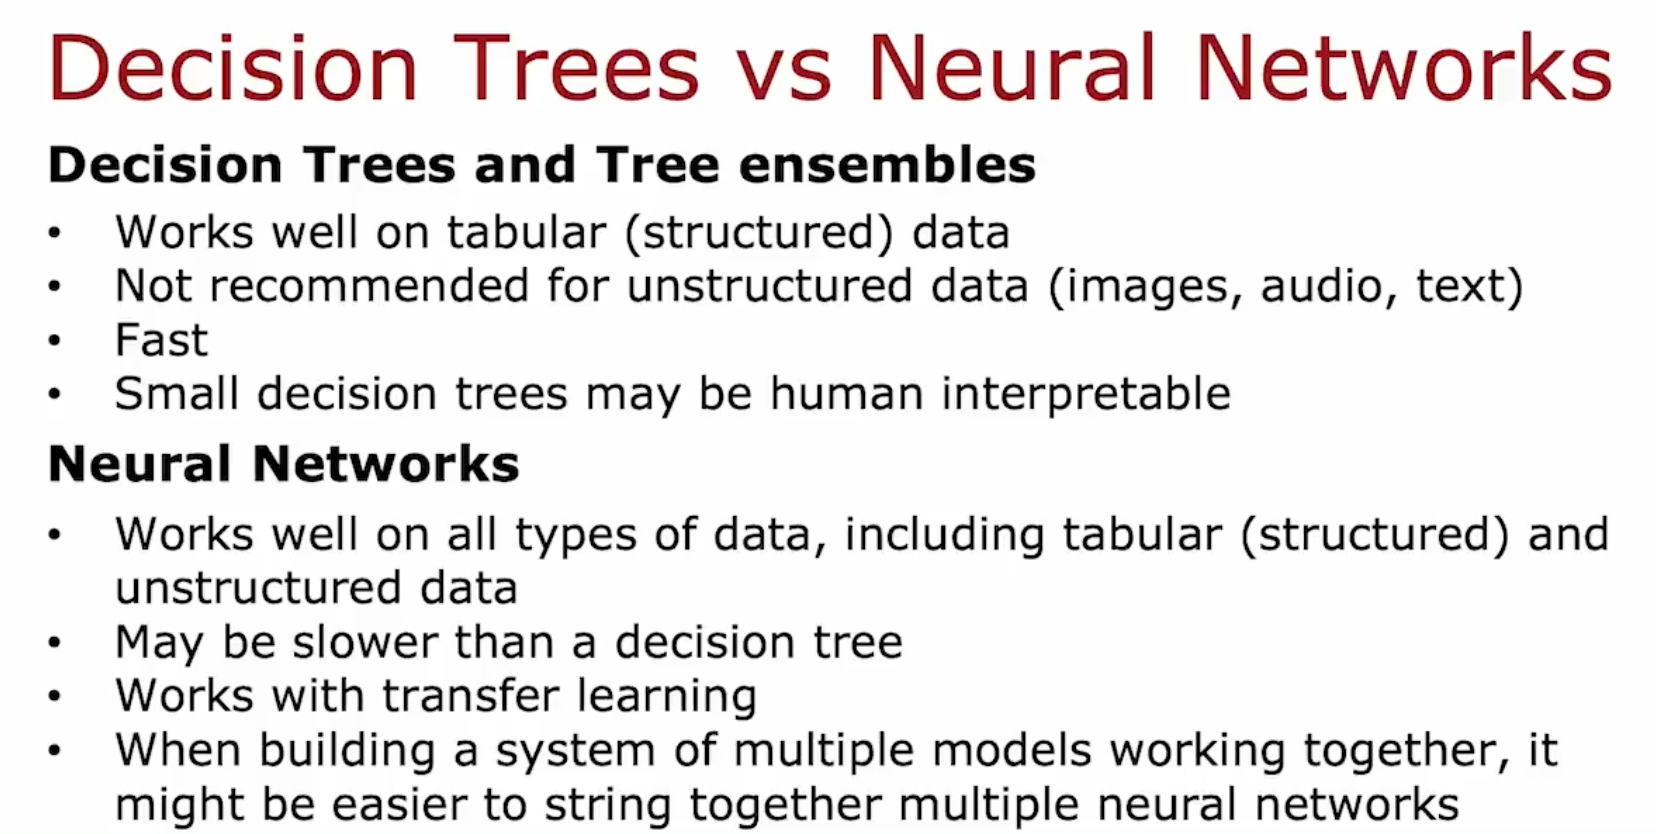 Decision Trees vs Neural Networks
Decision Trees and Tree ensembles
• Works well on tabular (structured) data
• Not recommended for unstructured data (images, audio, text)
• Fast
• Small decision trees may be human interpretable
Neural Networks
• Works well on all types of data, including tabular (structured) and
unstructured data
• May be slower than a decision tree
• Works with transfer learning
• When building a system of multiple models working together, it
might be easier to string together multiple neural networks